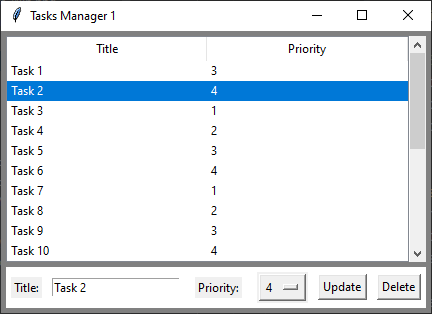 Tasks Manager 1
Title Priority
Task 1 3
Task 2 4
Task 3 1
Task 4 2
Task 5 3
Task 6 4
Task 7 1
Task 8 2
Task 9 3
Task 10 4
Title: Task 2 Priority: 4 Update Delete